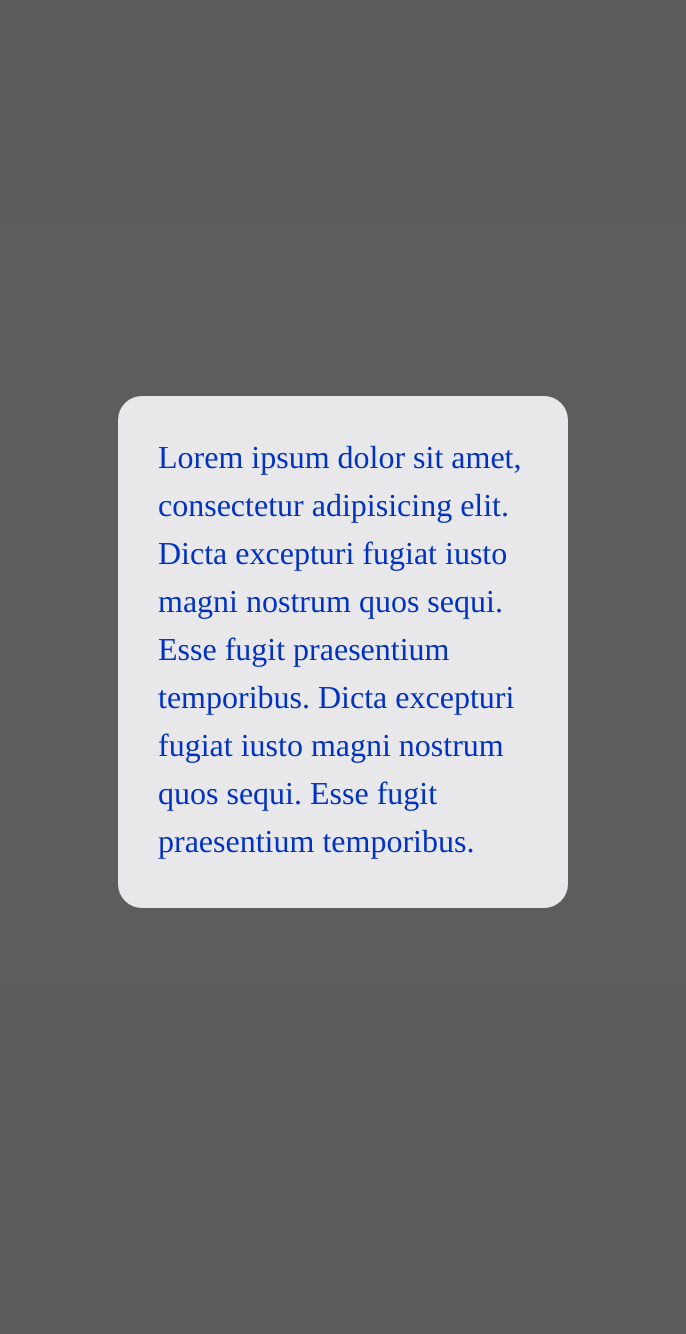 Lorem ipsum dolor sit amet,
consectetur adipisicing elit.
Dicta excepturi fugiat iusto
magni nostrum quos sequi.
Esse fugit praesentium
temporibus. Dicta excepturi
fugiat iusto magni nostrum
quos sequi. Esse fugit
praesentium temporibus.